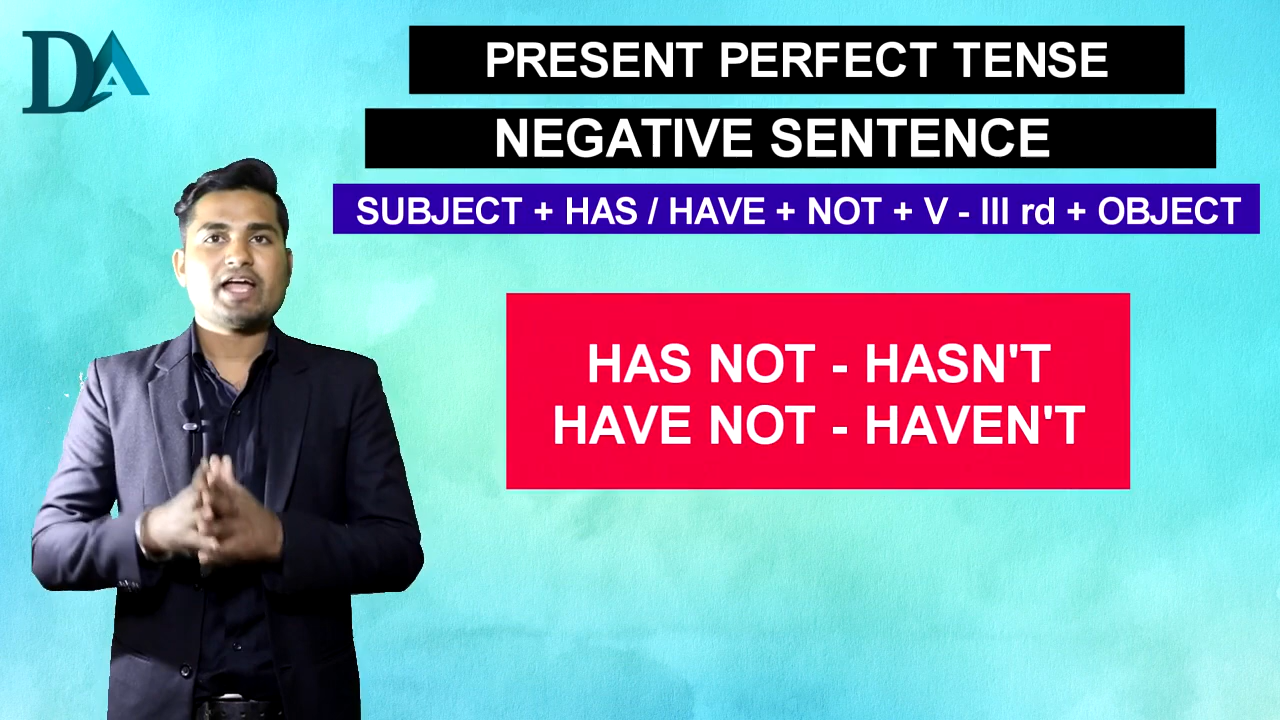 DA
PRESENT PERFECT TENSE
NEGATIVE SENTENCE
SUBJECT + HAS / HAVE + NOT + V - III rd + OBJECT
HAS NOT - HASN'T
HAVE NOT - HAVEN'T